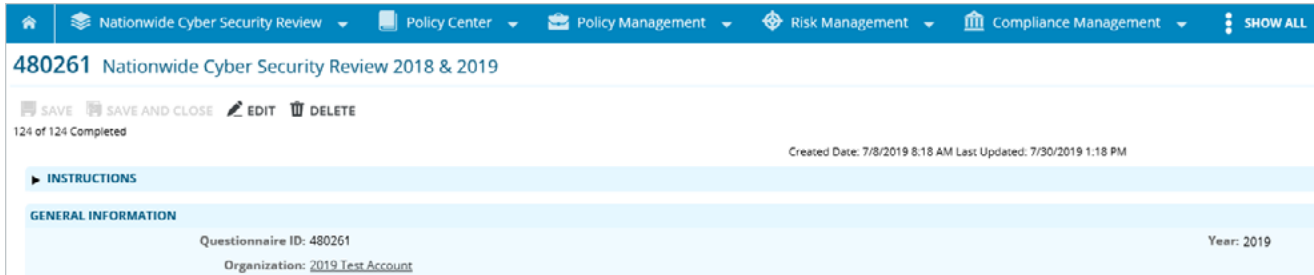 Nationwide Cyber Security Review Policy Center Policy Management Risk Management Compliance Management SHOW ALL
480261 Nationwide Cyber Security Review 2018 & 2019
SAVE SAVE AND CLOSE EDIT DELETE
124 of 124 Completed
Created Date: 7/8/2019 8:18 AM Last Updated: 7/30/2019 1:18 PM
INSTRUCTIONS
GENERAL INFORMATION
Questionnaire ID: 480261 Year: 2019
Organization: 2019 Test Account